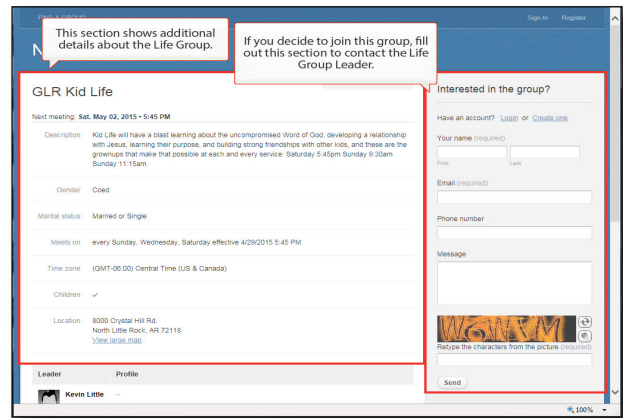 FIND A GROUP
Sign In Register
This section shows additional
details about the Life Group.
If you decide to join this group, fill
out this section to contact the Life
Group Leader.
N
GLR Kid Life
Next meeting: Sat. May 02, 2015 • 5:45 PM
Description Kid Life will have a blast learning about the uncompromised Word of God, developing a relationship
with Jesus, learning their purpose, and building strong friendships with other kids, and these are the
grownups that make that possible at each and every service. Saturday 5:45pm Sunday 9:30am
Sunday 11:15am
Gender Coed
Marital status Married or Single
Meets on every Sunday, Wednesday, Saturday effective 4/29/2015 5:45 PM
Time zone (GMT-06:00) Central Time (US & Canada)
Children ✓
Location 8000 Crystal Hill Rd.
North Little Rock, AR 72118
View large map
Leader Profile
Kevin Little –
Interested in the group?
Have an account? Login or Create one
Your name (required)
First Last
Email (required)
Phone number
Message
Retype the characters from the picture (required)
Send
100%